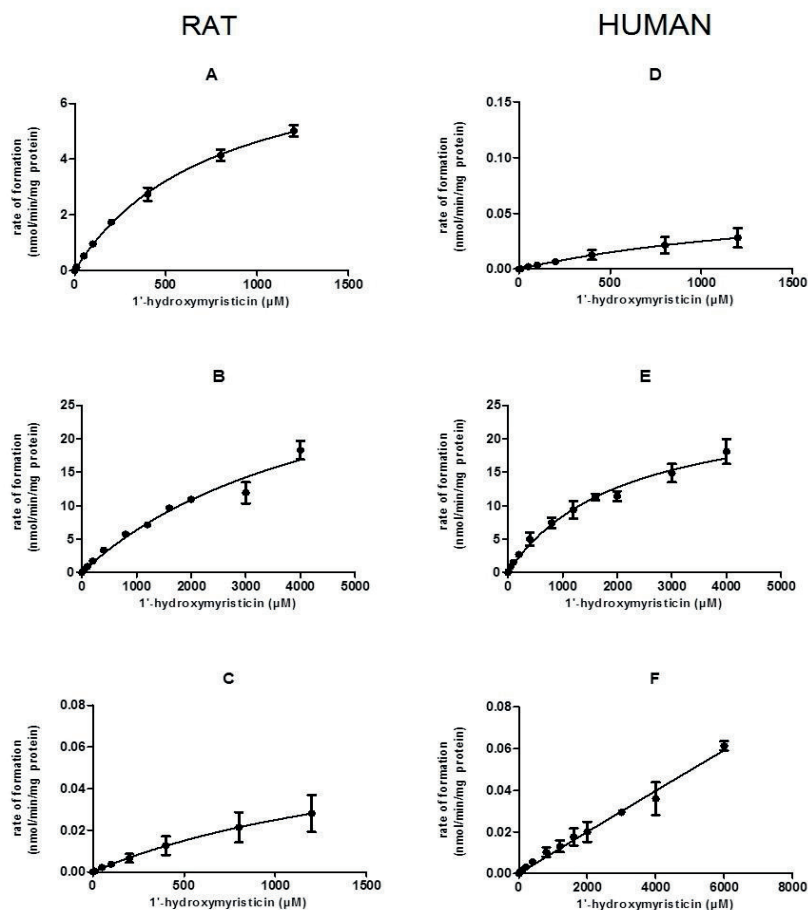 RAT
HUMAN
A
rate of formation
(nmol/min/mg protein)
6
4
2
0
0 500 1000 1500
1'-hydroxymyristicin (µM)
D
rate of formation
(nmol/min/mg protein)
0.15
0.10
0.05
0.00
0 500 1000 1500
1'-hydroxymyristicin (µM)
B
rate of formation
(nmol/min/mg protein)
25
20
15
10
5
0
0 1000 2000 3000 4000 5000
1'-hydroxymyristicin (µM)
E
rate of formation
(nmol/min/mg protein)
25
20
15
10
5
0
0 1000 2000 3000 4000 5000
1'-hydroxymyristicin (µM)
C
rate of formation
(nmol/min/mg protein)
0.08
0.06
0.04
0.02
0.00
0 500 1000 1500
1'-hydroxymyristicin (µM)
F
rate of formation
(nmol/min/mg protein)
0.08
0.06
0.04
0.02
0.00
0 2000 4000 6000 8000
1'-hydroxymyristicin (µM)